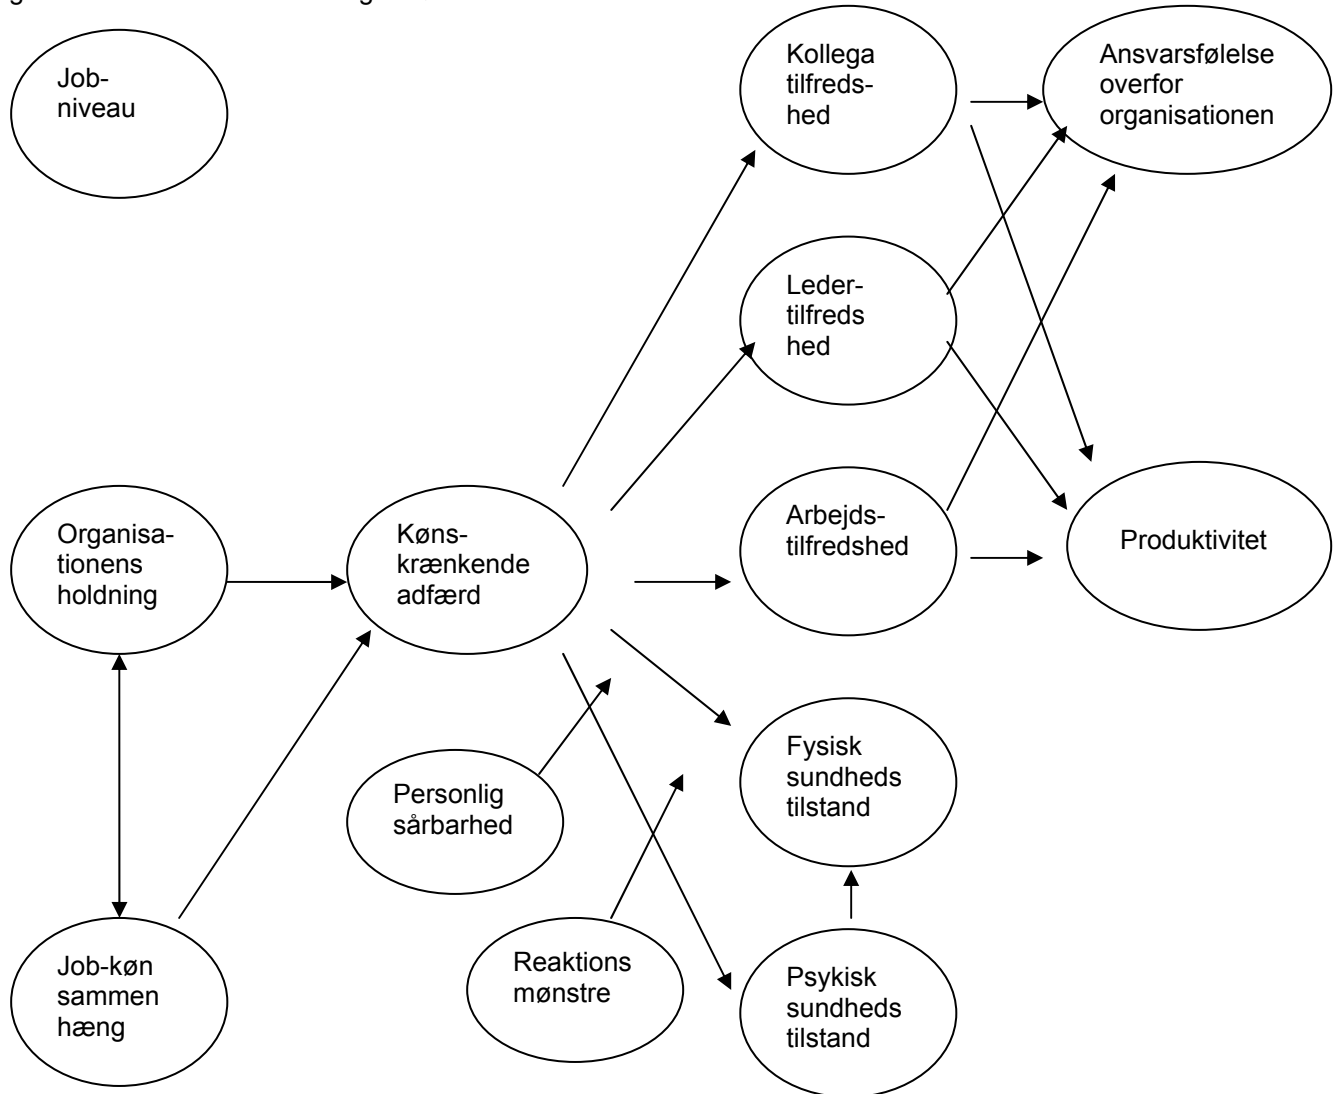 Job-
niveau
Kollega
tilfreds-
hed
Ansvarsfølelse
overfor
organisationen
Leder-
tilfreds
hed
Organisa-
tionens
holdning
Køns-
krænkende
adfærd
Arbejds-
tilfredshed
Produktivitet
Personlig
sårbarhed
Fysisk
sundheds
tilstand
Job-køn
sammen
hæng
Reaktions
mønstre
Psykisk
sundheds
tilstand